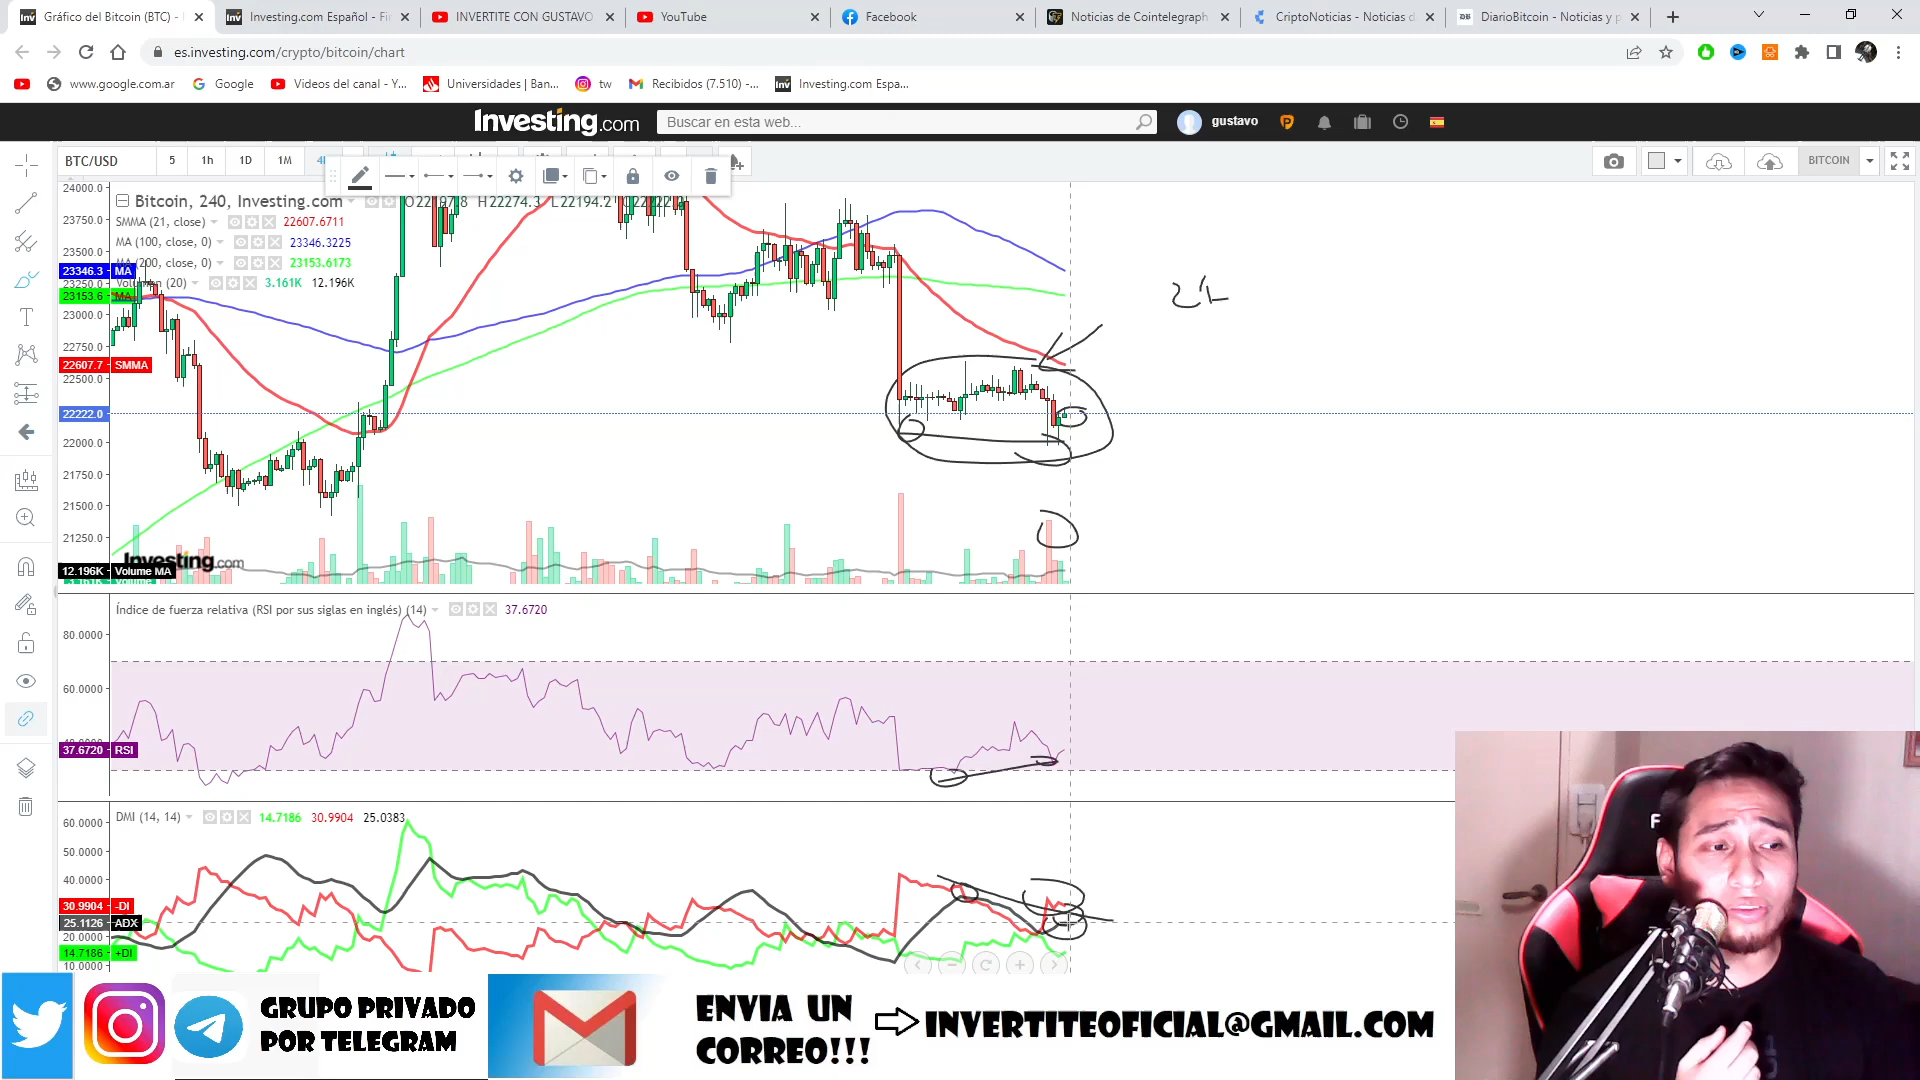 Gráfico del Bitcoin (BTC) -
Investing.com Español - Fi
INVERTITE CON GUSTAVO
YouTube
Facebook
Noticias de Cointelegraph
CriptoNoticias - Noticias d
DiarioBitcoin - Noticias y p
es.investing.com/crypto/bitcoin/chart
www.google.com.ar
Google
Videos del canal - Y...
Universidades | Ban...
tw
Recibidos (7.510) -...
Investing.com Espa...
Investing.com
Buscar en esta web...
gustavo
BTC/USD
5
1h
1D
1M
BITCOIN
24000.0
Bitcoin, 240, Investing.com
H22274.3
SMMA (21, close)
22607.6711
23750.0
MA (100, close, 0)
23346.3225
23500.0
MA (200, close, 0)
23153.6173
23346.3
MA
(20)
3.161K
12.196K
23153.6
23000.0
22750.0
22607.7
SMMA
22500.0
22222.0
22000.0
21750.0
21500.0
21250.0
Investing.com
12.196K
Volume MA
Índice de fuerza relativa (RSI por sus siglas en inglés) (14)
37.6720
80.0000
60.0000
37.6720
RSI
DMI (14, 14)
14.7186
30.9904
25.0383
60.0000
50.0000
40.0000
30.9904
-DI
25.1126
ADX
20.0000
14.7186
+DI
10.0000
GRUPO PRIVADO
POR TELEGRAM
ENVIA UN
CORREO!!!
INVERTITEOFICIAL@GMAIL.COM